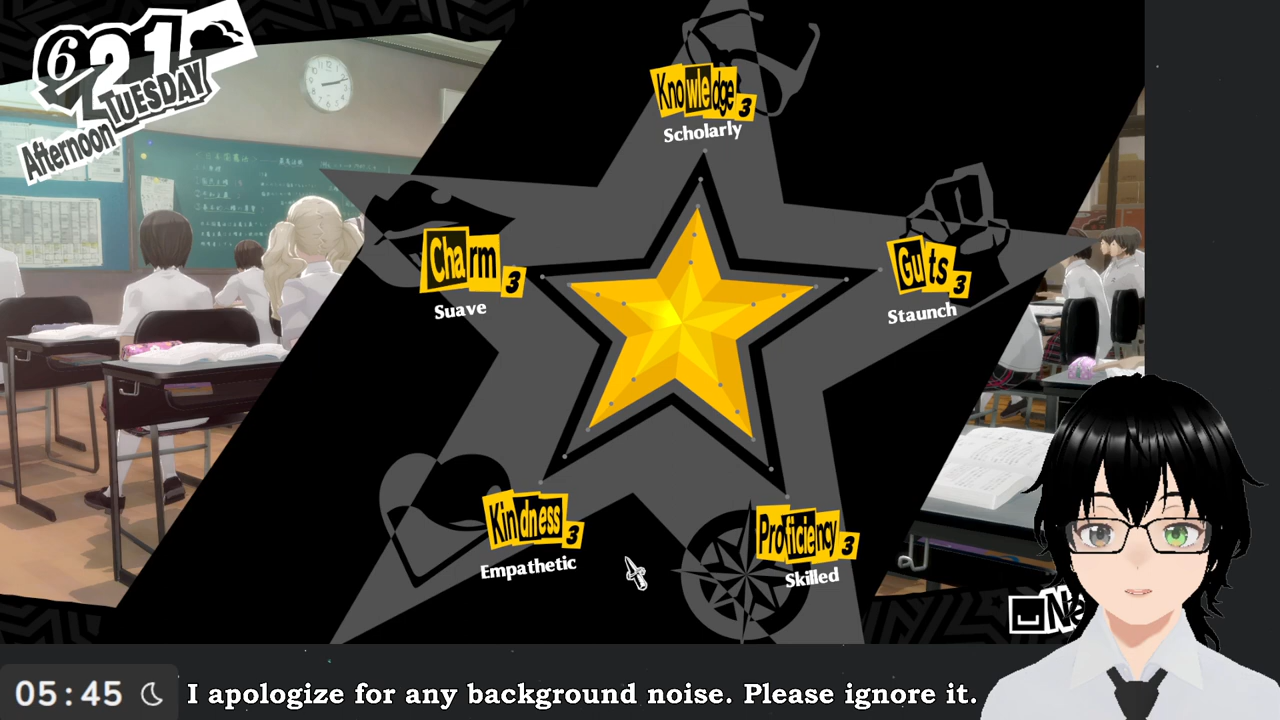 6/21
TUESDAY
Afternoon
Knowledge 3
Scholarly
Charm 3
Suave
Guts 3
Staunch
Kindness 3
Empathetic
Proficiency 3
Skilled
Ne
05:45
I apologize for any background noise. Please ignore it.